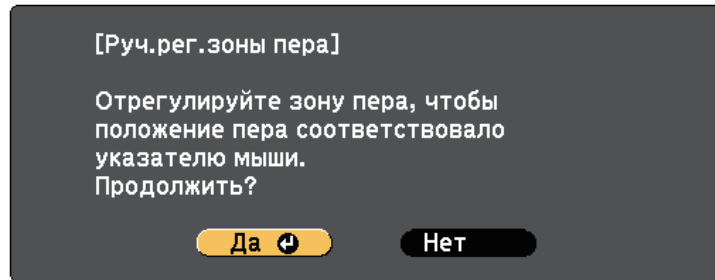 [Руч.рег.зоны пера]
Отрегулируйте зону пера, чтобы
положение пера соответствовало
указателю мыши.
Продолжить?
Да Нет